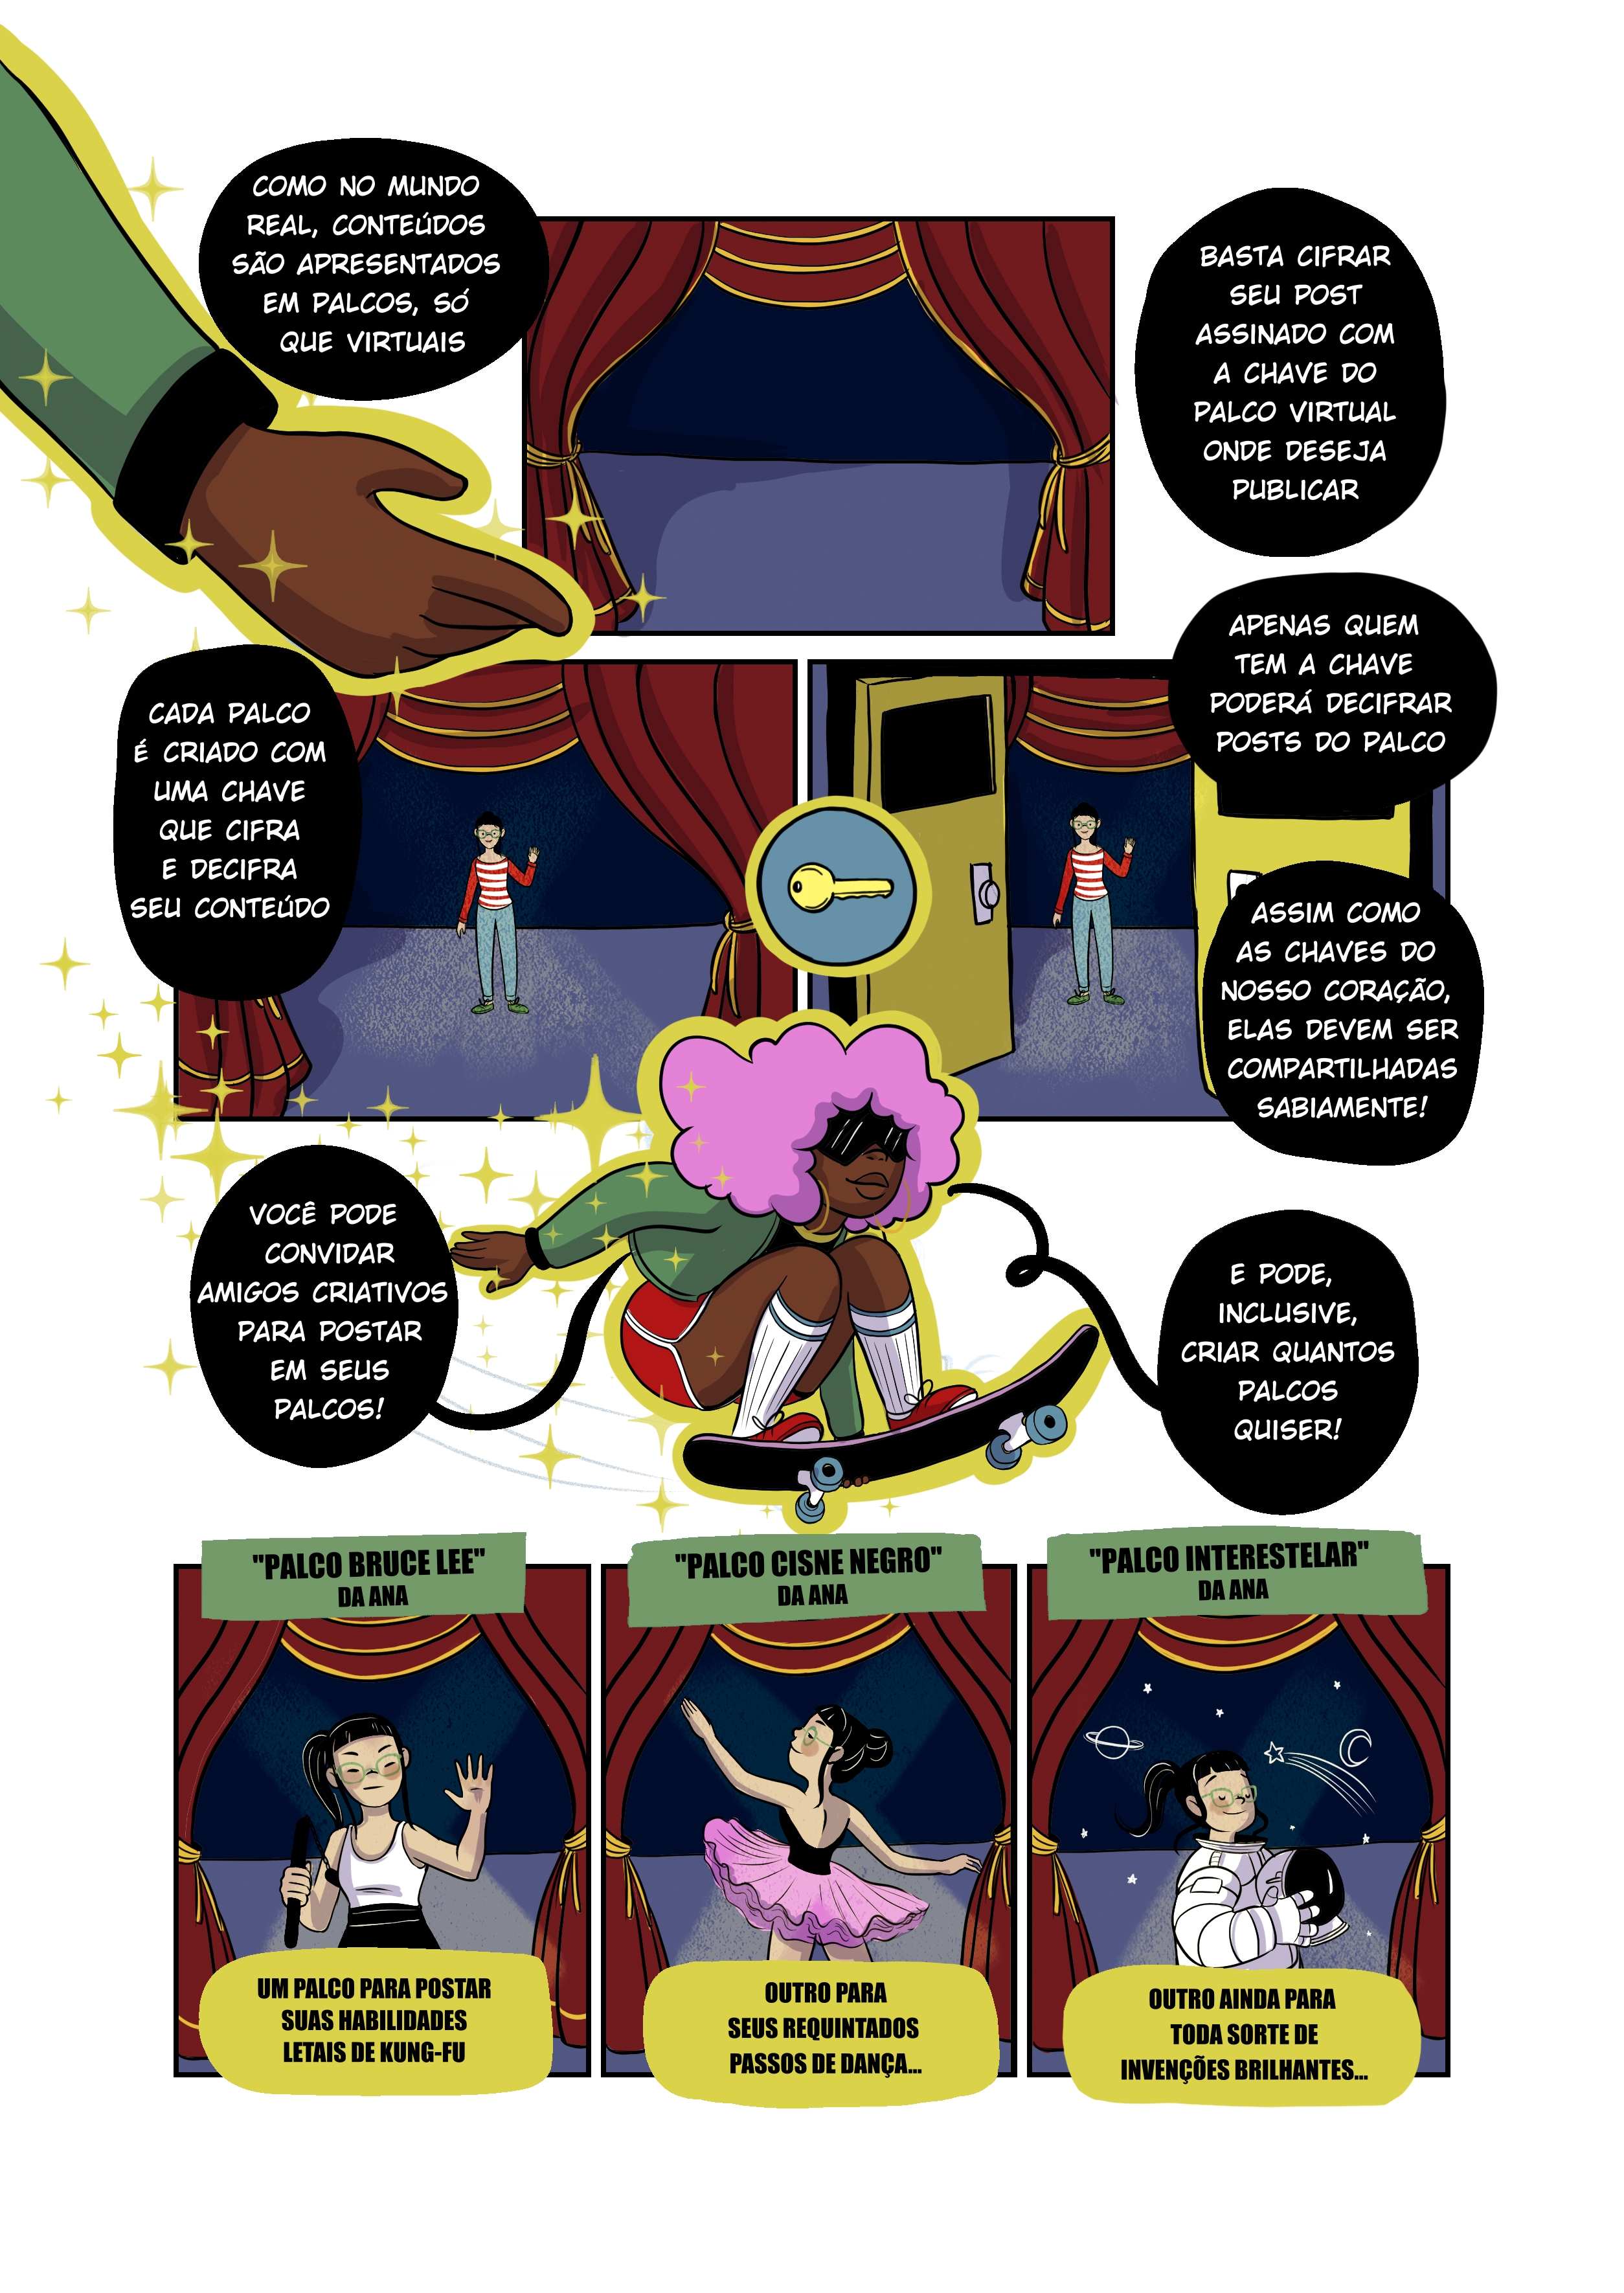 COMO NO MUNDO
REAL, CONTEÚDOS
SÃO APRESENTADOS
EM PALCOS, SÓ
QUE VIRTUAIS
BASTA CIFRAR
SEU POST
ASSINADO COM
A CHAVE DO
PALCO VIRTUAL
ONDE DESEJA
PUBLICAR
CADA PALCO
É CRIADO COM
UMA CHAVE
QUE CIFRA
E DECIFRA
SEU CONTEÚDO
APENAS QUEM
TEM A CHAVE
PODERÁ DECIFRAR
POSTS DO PALCO
ASSIM COMO
AS CHAVES DO
NOSSO CORAÇÃO,
ELAS DEVEM SER
COMPARTILHADAS
SABIAMENTE!
VOCÊ PODE
CONVIDAR
AMIGOS CRIATIVOS
PARA POSTAR
EM SEUS
PALCOS!
E PODE,
INCLUSIVE,
CRIAR QUANTOS
PALCOS
QUISER!
"PALCO BRUCE LEE"
DA ANA
UM PALCO PARA POSTAR
SUAS HABILIDADES
LETAIS DE KUNG-FU
"PALCO CISNE NEGRO"
DA ANA
OUTRO PARA
SEUS REQUINTADOS
PASSOS DE DANÇA...
"PALCO INTERESTELAR"
DA ANA
OUTRO AINDA PARA
TODA SORTE DE
INVENÇÕES BRILHANTES...